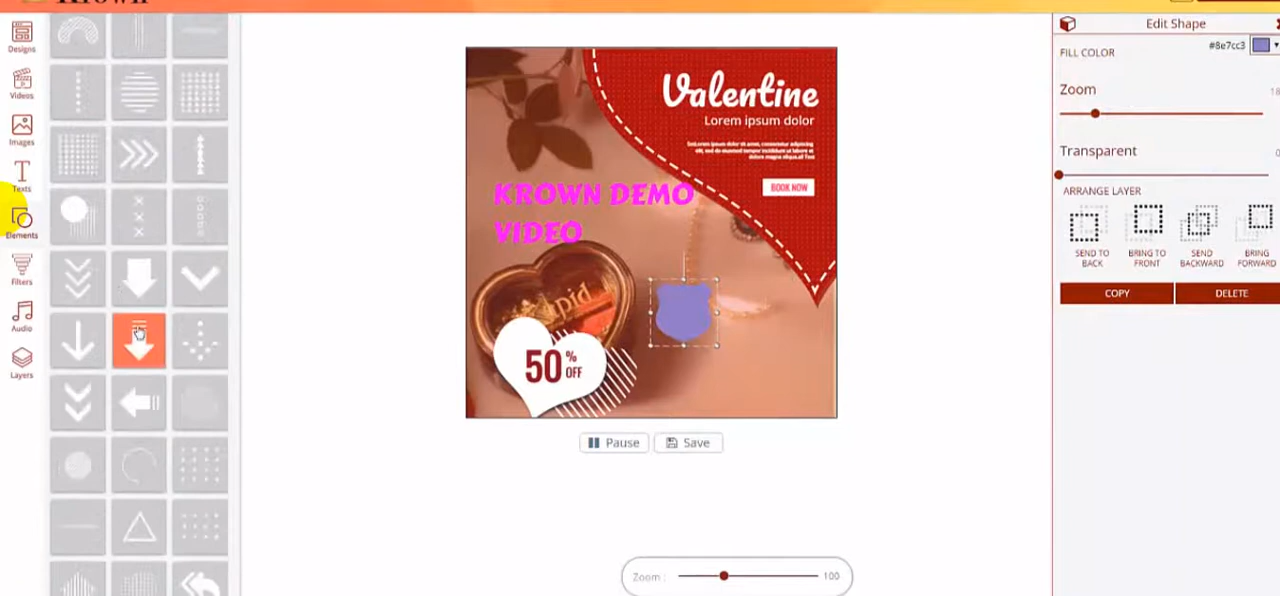 Krown
Designs
Videos
Images
Texts
Elements
Filters
Audio
Layers
Valentine
Lorem ipsum dolor
BOOK NOW
KROWN DEMO
VIDEO
50%
OFF
Pause
Save
Zoom :
100
Edit Shape
FILL COLOR
#8e7cc3
Zoom
18
Transparent
0
ARRANGE LAYER
SEND TO
BACK
BRING TO
FRONT
SEND
BACKWARD
BRING
FORWARD
COPY
DELETE